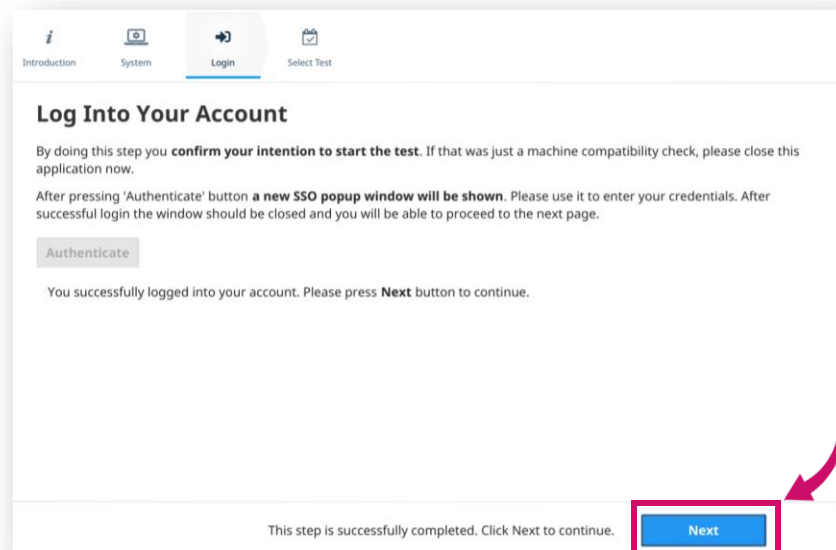 i
Introduction
System
Login
Select Test
Log Into Your Account
By doing this step you confirm your intention to start the test. If that was just a machine compatibility check, please close this
application now.
After pressing 'Authenticate' button a new SSO popup window will be shown. Please use it to enter your credentials. After
successful login the window should be closed and you will be able to proceed to the next page.
Authenticate
You successfully logged into your account. Please press Next button to continue.
This step is successfully completed. Click Next to continue.
Next